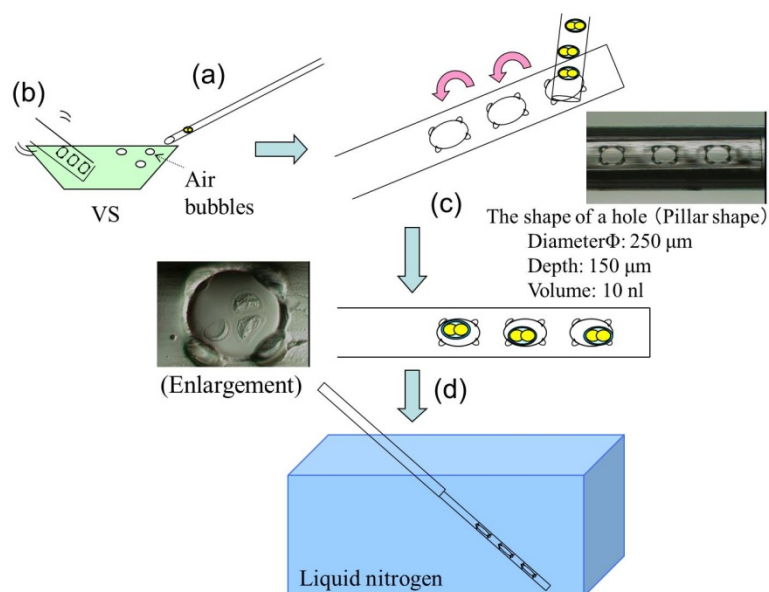 (a)
(b)
Air
bubbles
VS
(c)
The shape of a hole (Pillar shape)
DiameterΦ: 250 μm
Depth: 150 μm
Volume: 10 nl
(Enlargement)
(d)
Liquid nitrogen